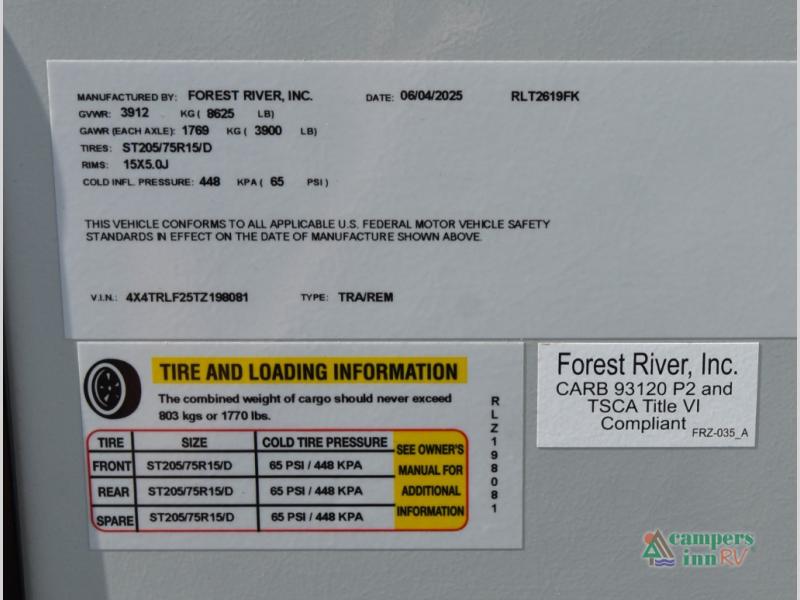 MANUFACTURED BY: FOREST RIVER, INC. DATE: 06/04/2025 RLT2619FK
GVWR: 3912 KG ( 8625 LB)
GAWR (EACH AXLE): 1769 KG ( 3900 LB)
TIRES: ST205/75R15/D
RIMS: 15X5.0J
COLD INFL. PRESSURE: 448 KPA ( 65 PSI )
THIS VEHICLE CONFORMS TO ALL APPLICABLE U.S. FEDERAL MOTOR VEHICLE SAFETY
STANDARDS IN EFFECT ON THE DATE OF MANUFACTURE SHOWN ABOVE.
V.I.N.: 4X4TRLF25TZ198081 TYPE: TRA/REM
TIRE AND LOADING INFORMATION
The combined weight of cargo should never exceed
803 kgs or 1770 lbs.
TIRE SIZE COLD TIRE PRESSURE
FRONT ST205/75R15/D 65 PSI / 448 KPA
REAR ST205/75R15/D 65 PSI / 448 KPA
SPARE ST205/75R15/D 65 PSI / 448 KPA
SEE OWNER'S
MANUAL FOR
ADDITIONAL
INFORMATION
RLZ198081
Forest River, Inc.
CARB 93120 P2 and
TSCA Title VI
Compliant
FRZ-035_A
campers
inn RV